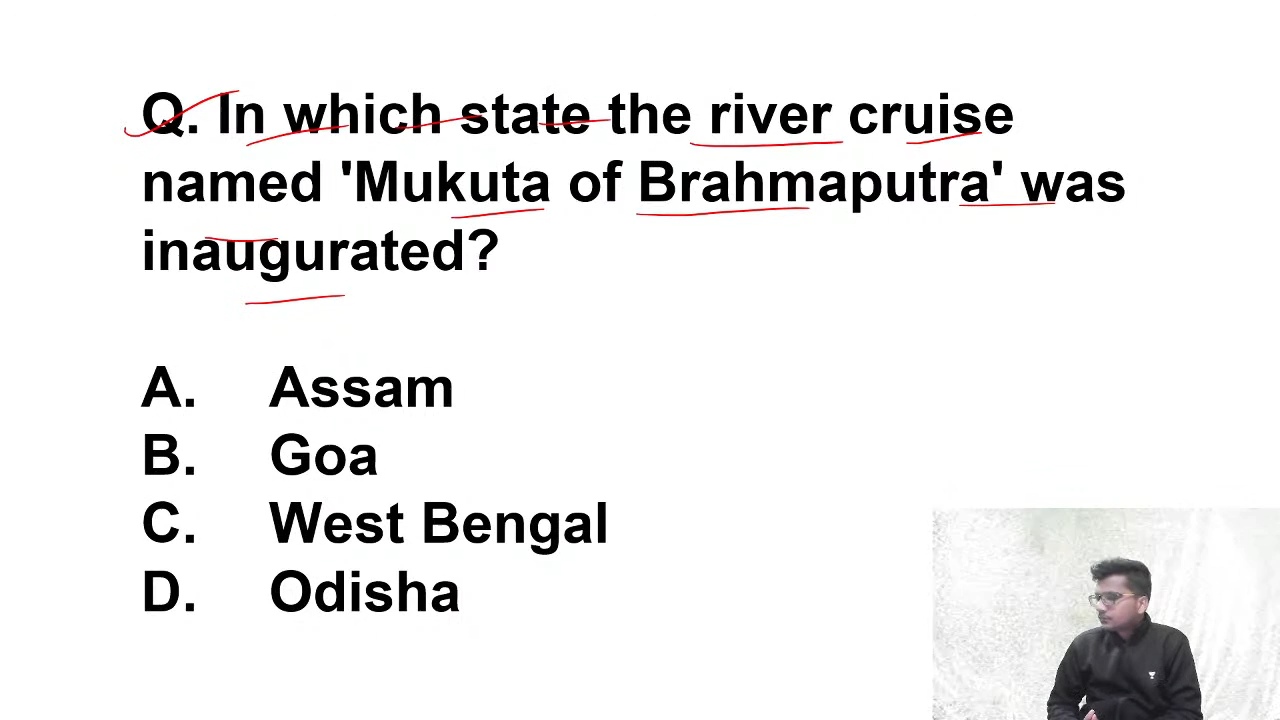 Q. In which state the river cruise
named 'Mukuta of Brahmaputra' was
inaugurated?
A. Assam
B. Goa
C. West Bengal
D. Odisha